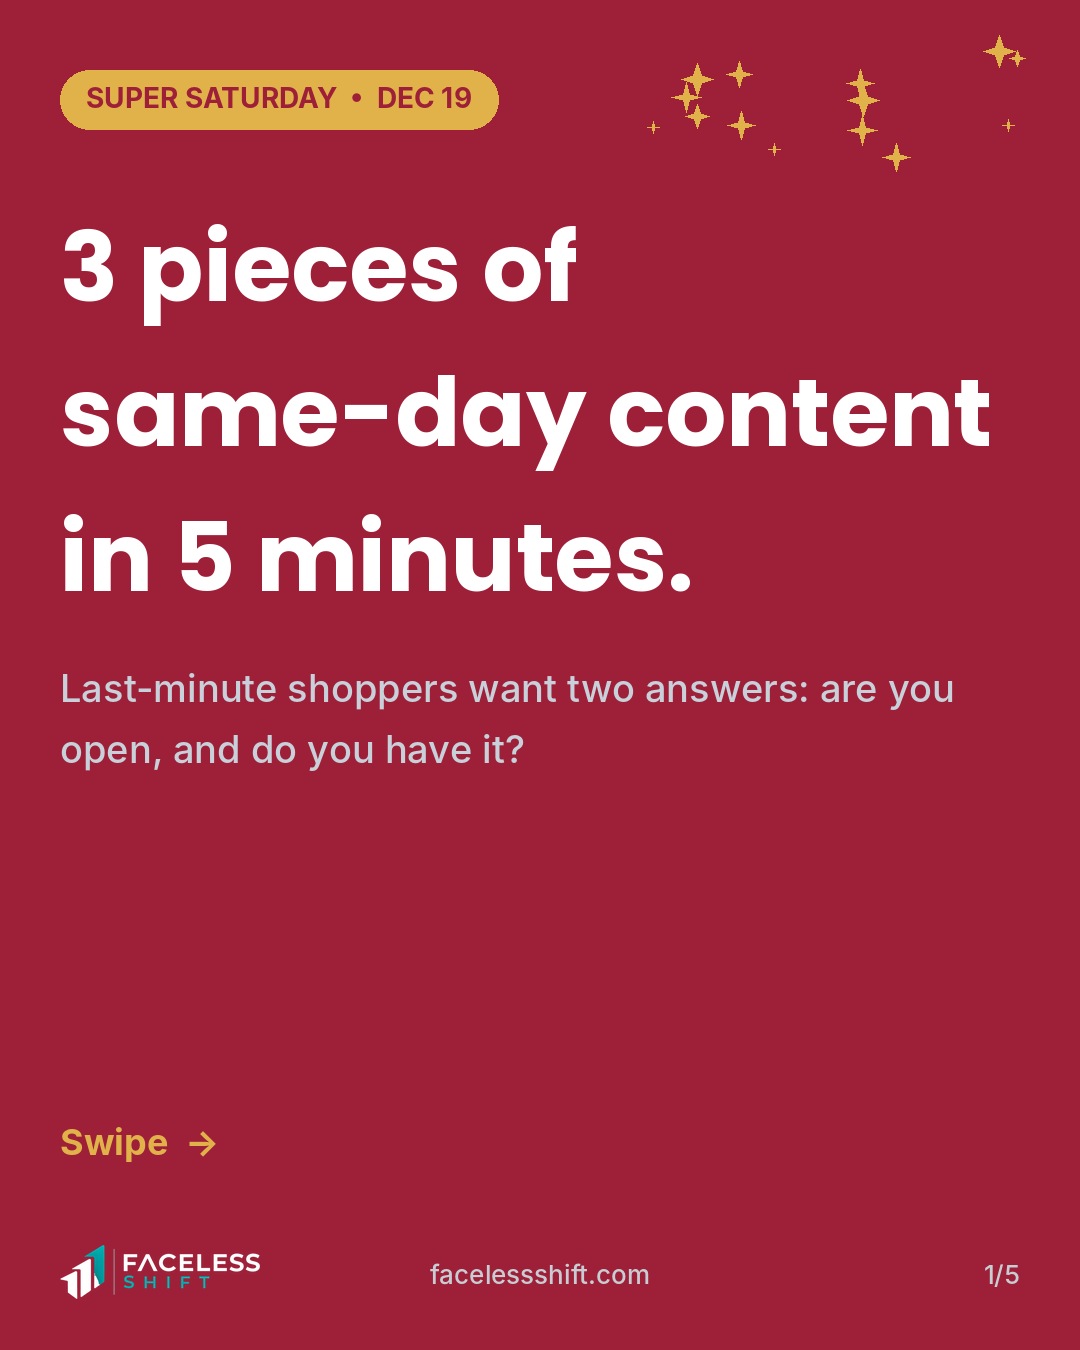 SUPER SATURDAY • DEC 19
3 pieces of
same-day content
in 5 minutes.
Last-minute shoppers want two answers: are you
open, and do you have it?
Swipe →
FACELESS
SHIFT
facelessshift.com
1/5